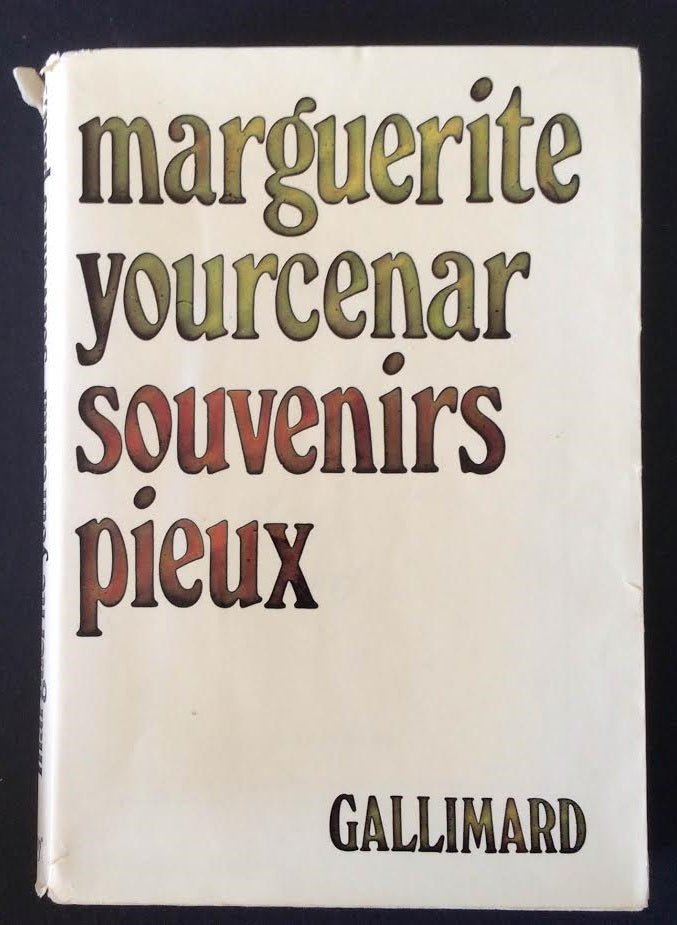 marguerite
yourcenar
souvenirs
pieux
GALLIMARD